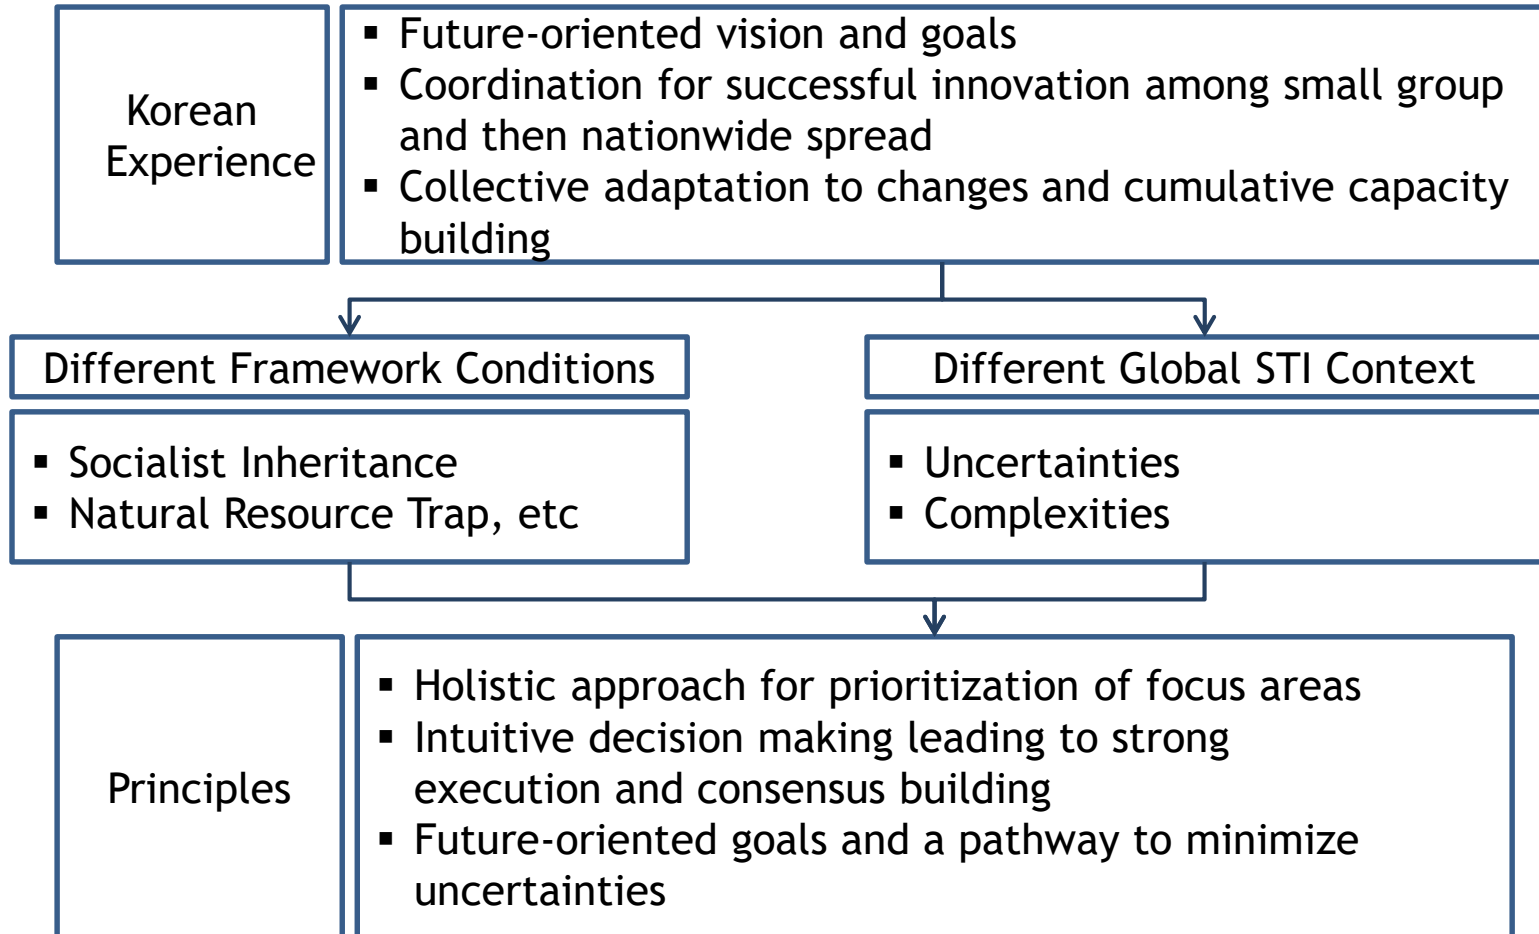 Korean
Experience
▪ Future-oriented vision and goals
▪ Coordination for successful innovation among small group
and then nationwide spread
▪ Collective adaptation to changes and cumulative capacity
building
Different Framework Conditions
Different Global STI Context
▪ Socialist Inheritance
▪ Natural Resource Trap, etc
▪ Uncertainties
▪ Complexities
Principles
▪ Holistic approach for prioritization of focus areas
▪ Intuitive decision making leading to strong
execution and consensus building
▪ Future-oriented goals and a pathway to minimize
uncertainties